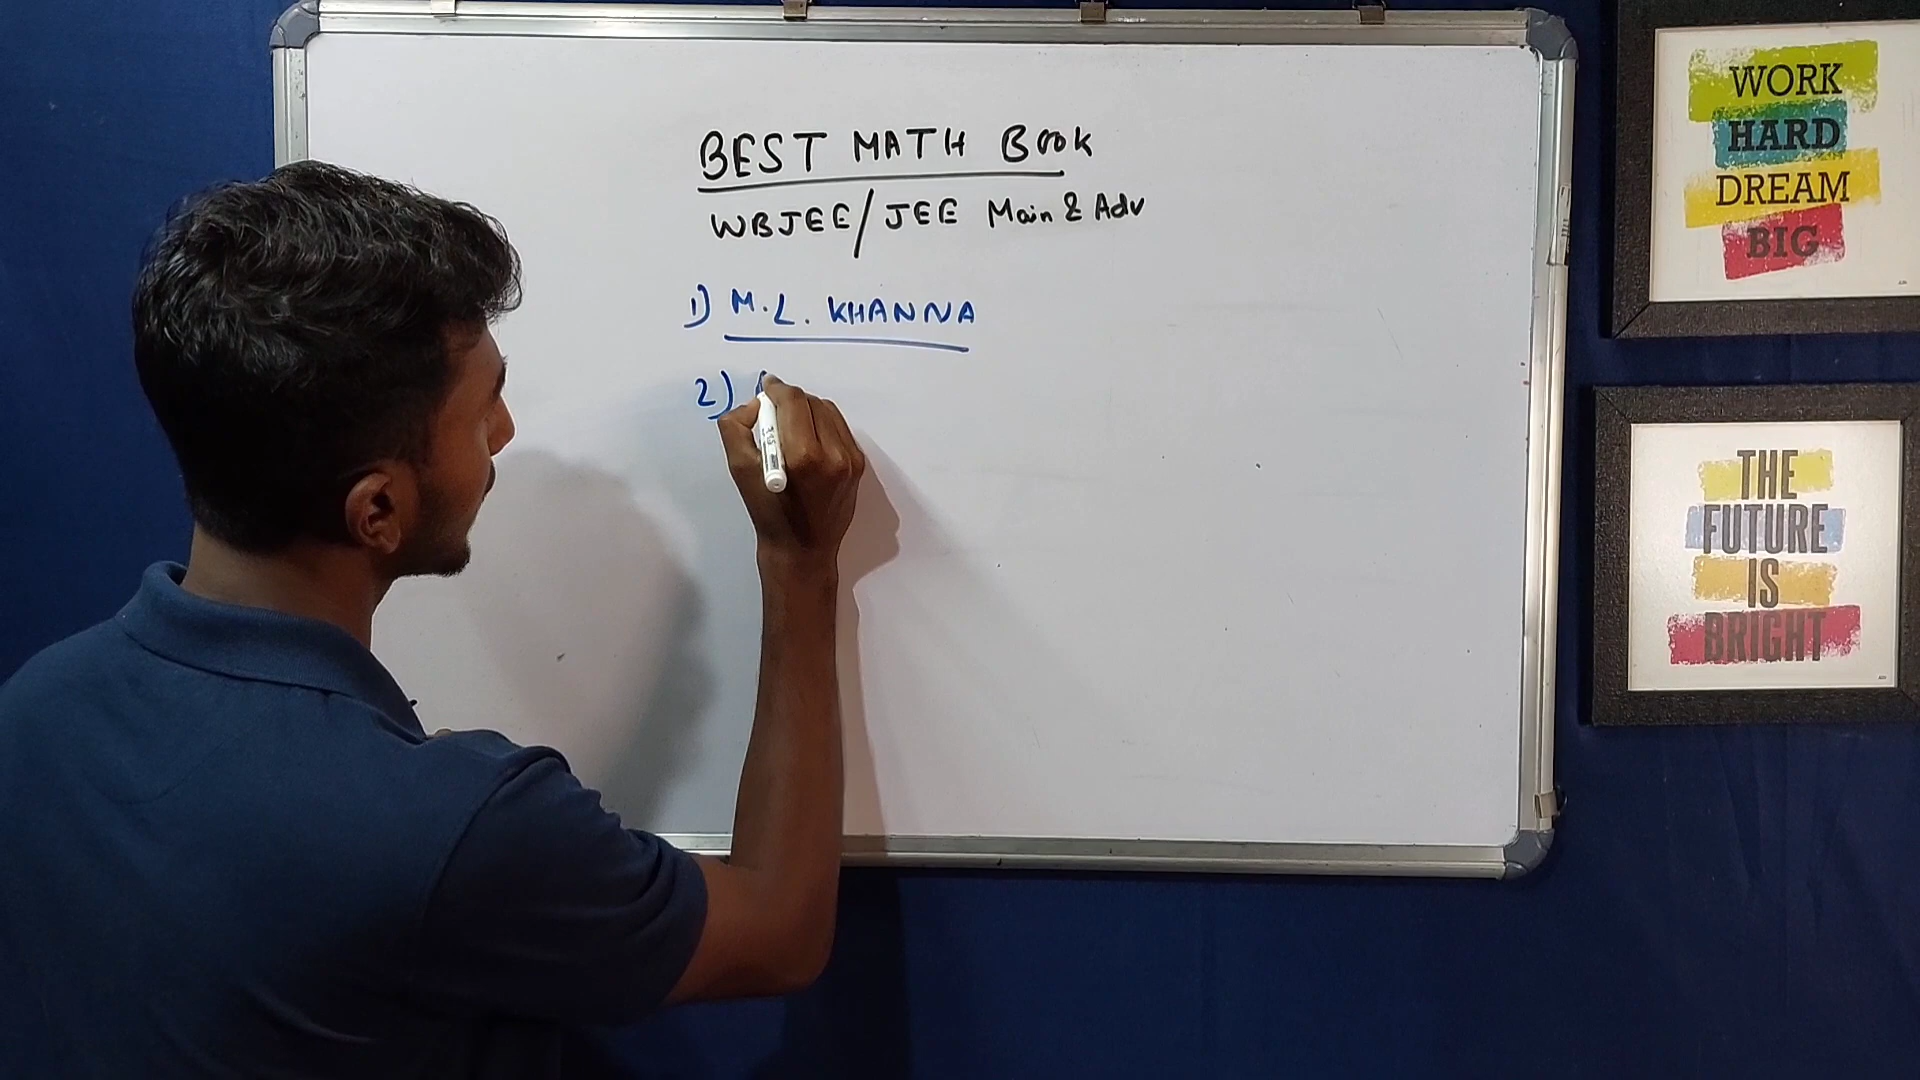 BEST MATH Book
WBJEE/JEE Main & Adv
1) M.L. KHANNA
2)
WORK
HARD
DREAM
BIG
THE
FUTURE
IS
BRIGHT